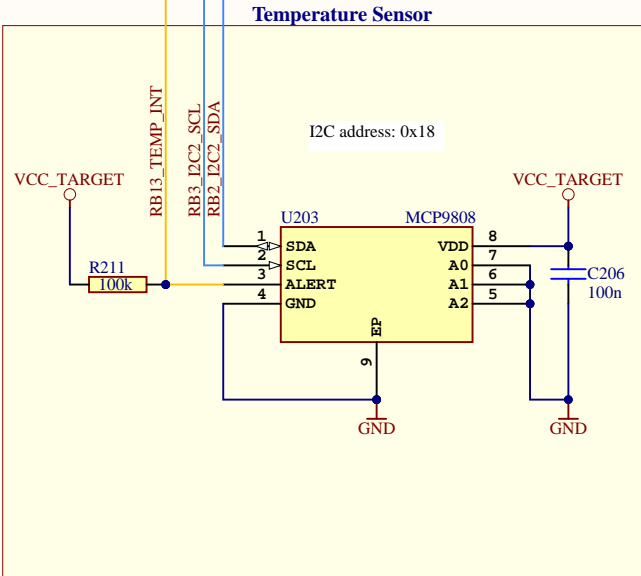 Temperature Sensor
RB13_TEMP_INT
RB3_I2C2_SCL
RB2_I2C2_SDA
I2C address: 0x18
VCC_TARGET
VCC_TARGET
U203
MCP9808
R211
100k
1
SDA
2
SCL
3
ALERT
4
GND
VDD
8
A0
7
A1
6
A2
5
EP
9
C206
100n
GND
GND